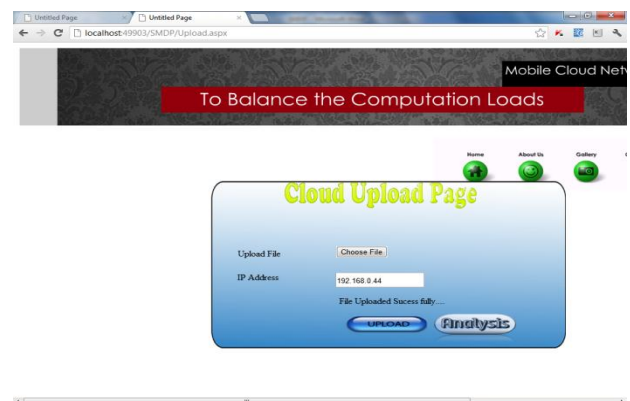 Untitled Page
Untitled Page
localhost:49903/SMDP/Upload.aspx
Mobile Cloud Netw
To Balance the Computation Loads
Home
About Us
Gallery
Cloud Upload Page
Upload File
Choose File
IP Address
192.168.0.44
File Uploaded Sucess fully.....
UPLOAD
Analysis